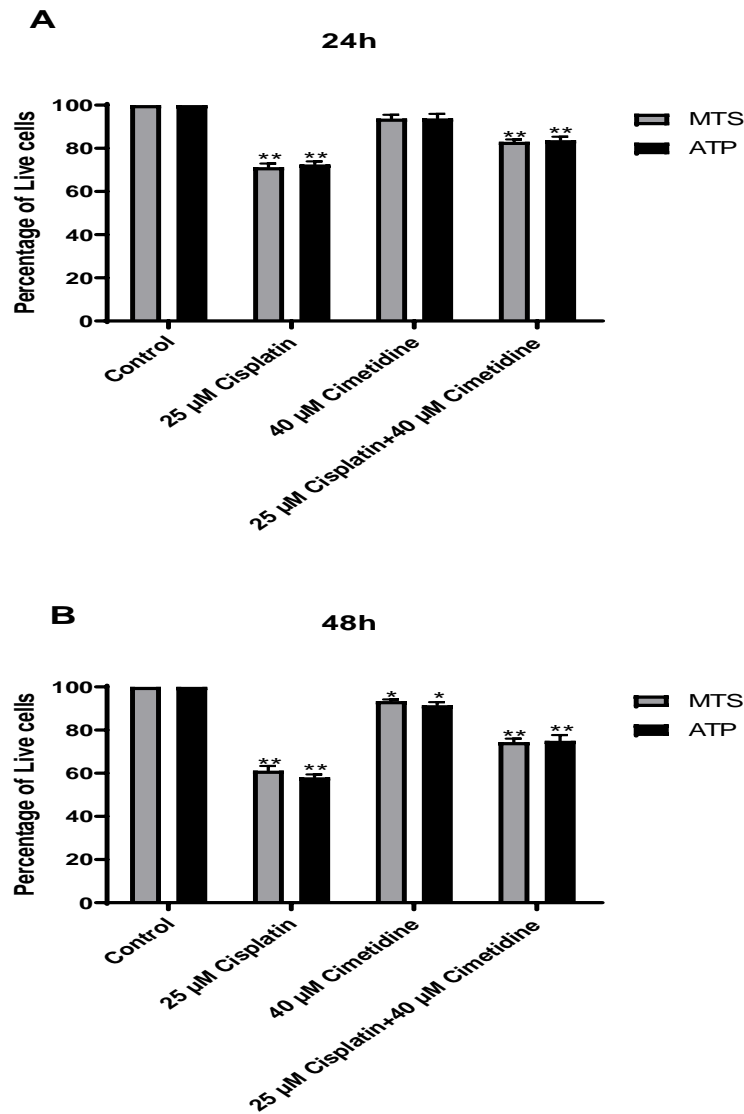 A
24h
Percentage of Live cells
100
80
60
40
20
0
** ** ** **
Control
25 µM Cisplatin
40 µM Cimetidine
25 µM Cisplatin+40 µM Cimetidine
MTS
ATP
B
48h
Percentage of Live cells
100
80
60
40
20
0
** ** * * ** **
Control
25 µM Cisplatin
40 µM Cimetidine
25 µM Cisplatin+40 µM Cimetidine
MTS
ATP